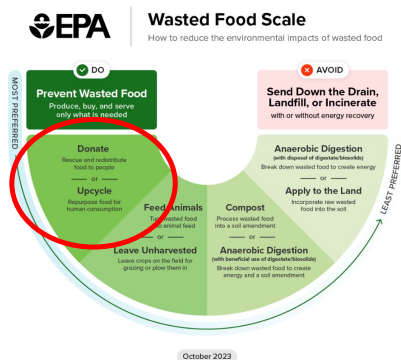 EPA
Wasted Food Scale
How to reduce the environmental impacts of wasted food
DO
Prevent Wasted Food
Produce, buy, and serve
only what is needed
AVOID
Send Down the Drain,
Landfill, or Incinerate
with or without energy recovery
MOST PREFERRED
Donate
Rescue and redistribute
food to people
or
Upcycle
Repurpose food for
human consumption
Feed Animals
Turn wasted food
into animal feed
or
Leave Unharvested
Leave crops on the field for
grazing or plow them in
Compost
Process wasted food
into a soil amendment
or
Anaerobic Digestion
(with beneficial use of digestate/biosolids)
Break down wasted food to create
energy and a soil amendment
Anaerobic Digestion
(with disposal of digestate/biosolids)
Break down wasted food to create energy
or
Apply to the Land
Incorporate raw wasted
food into the soil
LEAST PREFERRED
October 2023